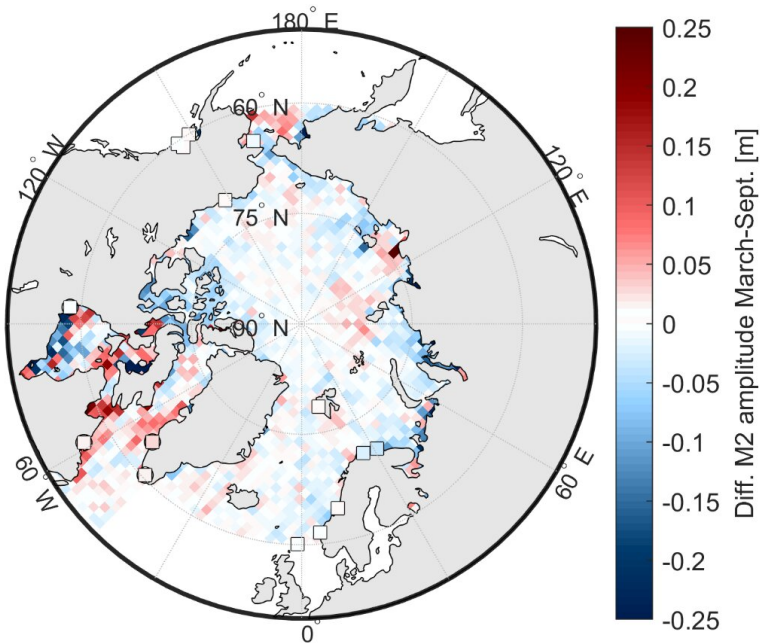 180° E
60° N
120° W
120° E
75° N
90° N
60° W
60° E
0°
0.25
0.2
0.15
0.1
0.05
0
-0.05
-0.1
-0.15
-0.2
-0.25
Diff. M2 amplitude March-Sept. [m]